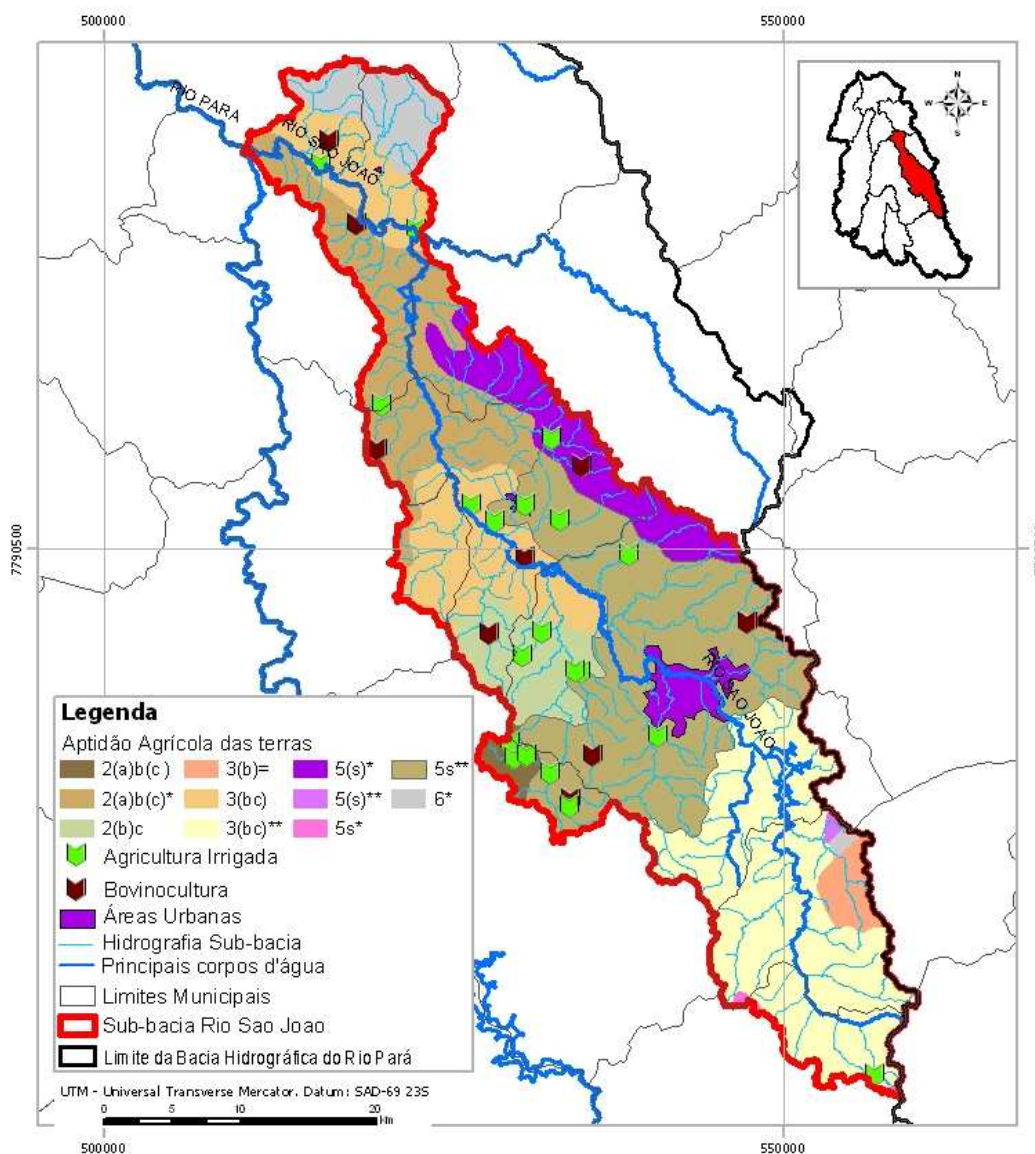 500000
550000
N
W E
S
RIO PARA
RIO SAO JOAO
7790500
RIO SAO JOAO
Legenda
Aptidão Agrícola das terras
2(a)b(c )
3(b)=
5(s)*
5s**
2(a)b(c)*
3(bc)
5(s)**
6*
2(b)c
3(bc)**
5s*
Agricultura Irrigada
Bovinocultura
Áreas Urbanas
Hidrografia Sub-bacia
Principais corpos d'água
Limites Municipais
Sub-bacia Rio Sao Joao
Limite da Bacia Hidrográfica do Rio Pará
UTM - Universal Transverse Mercator. Datum: SAD-69 23S
0 5 10 20
km
500000
550000